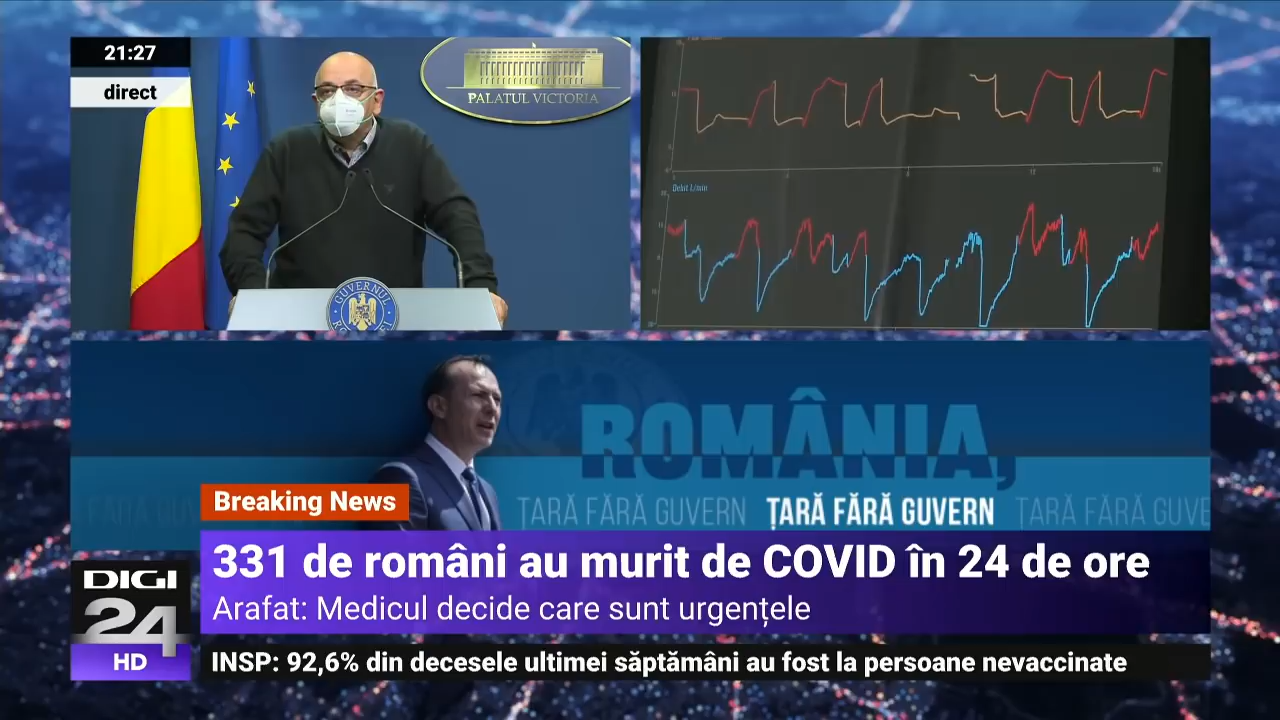 21:27
direct
PALATUL VICTORIA
GUVERNUL
Debit l/min
ROMÂNIA,
ȚARĂ FĂRĂ GUVERN ȚARĂ FĂRĂ GUVERN ȚARĂ FĂRĂ GUVE
Breaking News
331 de români au murit de COVID în 24 de ore
Arafat: Medicul decide care sunt urgențele
DIGI
24
HD
INSP: 92,6% din decesele ultimei săptămâni au fost la persoane nevaccinate